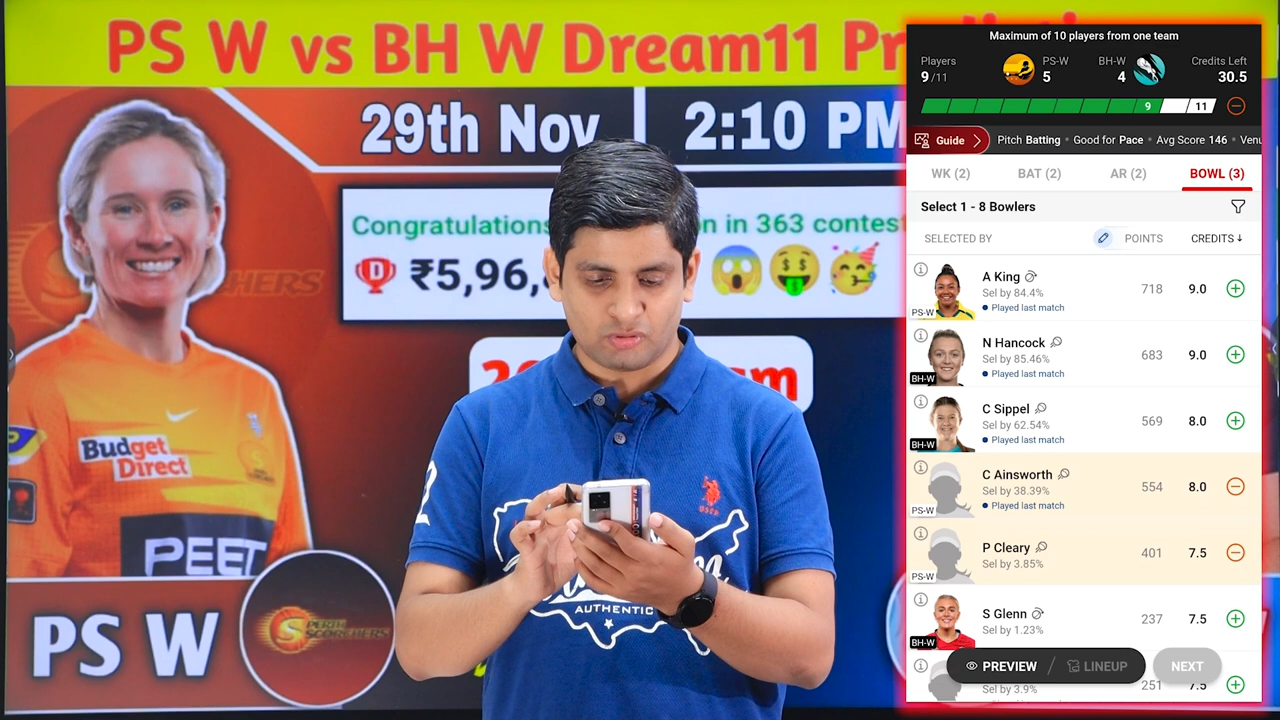 PS W vs BH W Dream11
29th Nov
2:10 PM
Congratulations
in 363 contest
₹5,96,
Budget
Direct
PEET
PS W
PERTH
SCORCHERS
AUTHENTIC
Maximum of 10 players from one team
Players
9/11
PS-W
5
BH-W
4
Credits Left
30.5
9
11
Guide
Pitch Batting • Good for Pace • Avg Score 146 •
WK (2)
BAT (2)
AR (2)
BOWL (3)
Select 1 - 8 Bowlers
SELECTED BY
POINTS
CREDITS↓
A King
Sel by 84.4%
Played last match
PS-W
718
9.0
N Hancock
Sel by 85.46%
Played last match
BH-W
683
9.0
C Sippel
Sel by 62.54%
Played last match
BH-W
569
8.0
C Ainsworth
Sel by 38.39%
Played last match
PS-W
554
8.0
P Cleary
Sel by 3.85%
PS-W
401
7.5
S Glenn
Sel by 1.23%
BH-W
237
7.5
PREVIEW / LINEUP
NEXT
Sel by 3.9%
251
7.5